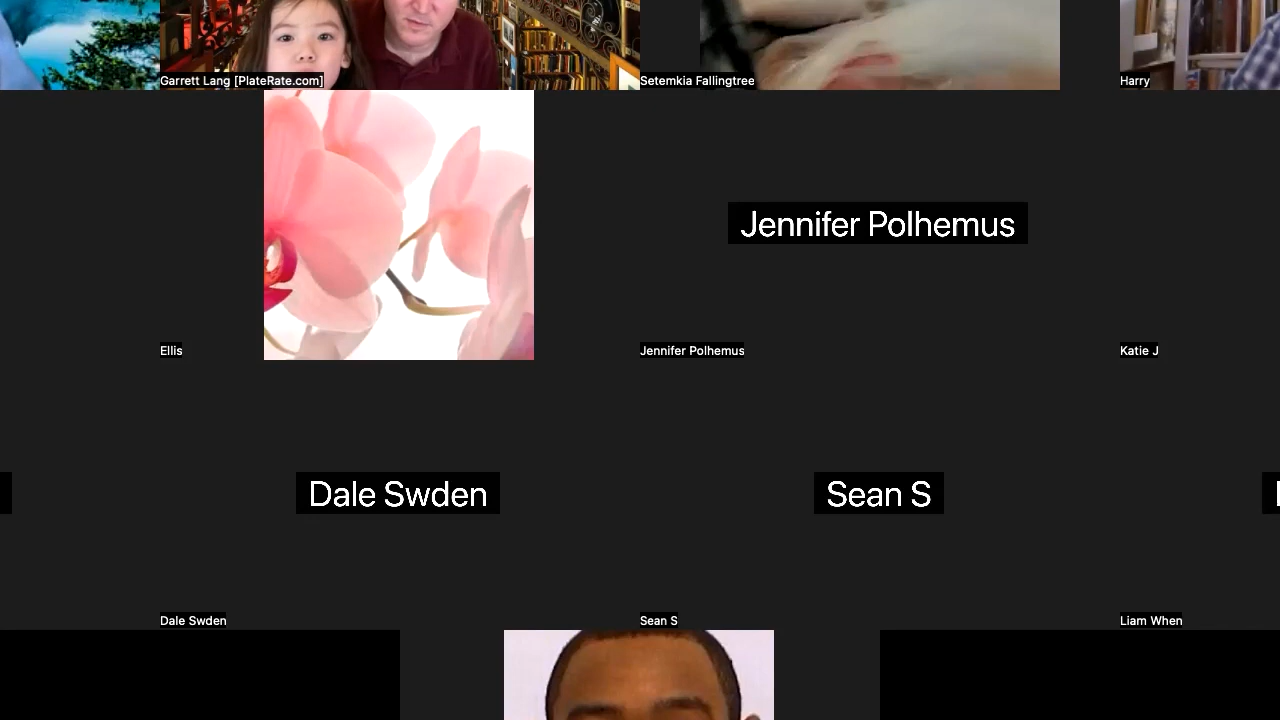 Garrett Lang [PlateRate.com]
Setemkia Fallingtree
Harry
Jennifer Polhemus
Ellis
Jennifer Polhemus
Katie J
Dale Swden
Sean S
Dale Swden
Sean S
Liam When